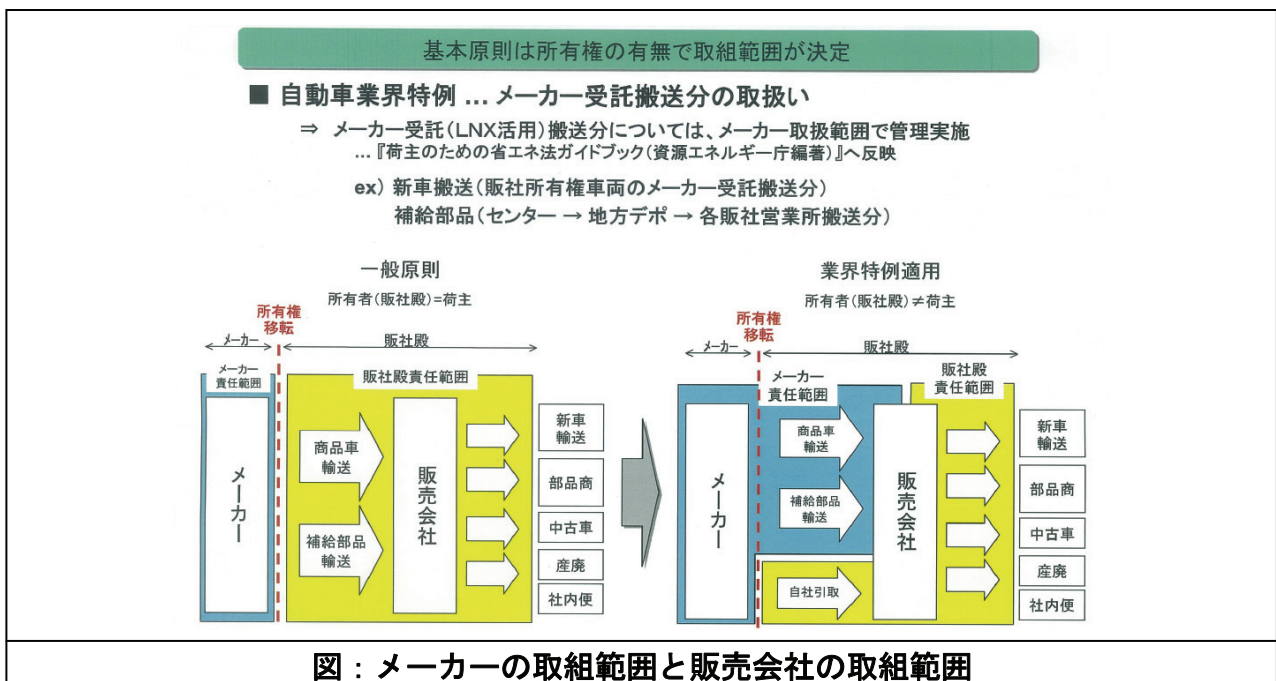 基本原則は所有権の有無で取組範囲が決定
■ 自動車業界特例 … メーカー受託搬送分の取扱い
⇒ メーカー受託(LNX活用)搬送分については、メーカー取扱範囲で管理実施
…『荷主のための省エネ法ガイドブック(資源エネルギー庁編著)』へ反映
ex) 新車搬送(販社所有権車両のメーカー受託搬送分)
補給部品(センター → 地方デポ → 各販社営業所搬送分)
一般原則
所有者(販社殿)=荷主
所有権
移転
メーカー
販社殿
メーカー
責任範囲
販社殿責任範囲
メーカー
商品車
輸送
補給部品
輸送
販売会社
新車
輸送
部品商
中古車
産廃
社内便
業界特例適用
所有者(販社殿)≠荷主
所有権
移転
メーカー
販社殿
メーカー
責任範囲
販社殿
責任範囲
メーカー
商品車
輸送
補給部品
輸送
自社引取
販売会社
新車
輸送
部品商
中古車
産廃
社内便
図:メーカーの取組範囲と販売会社の取組範囲